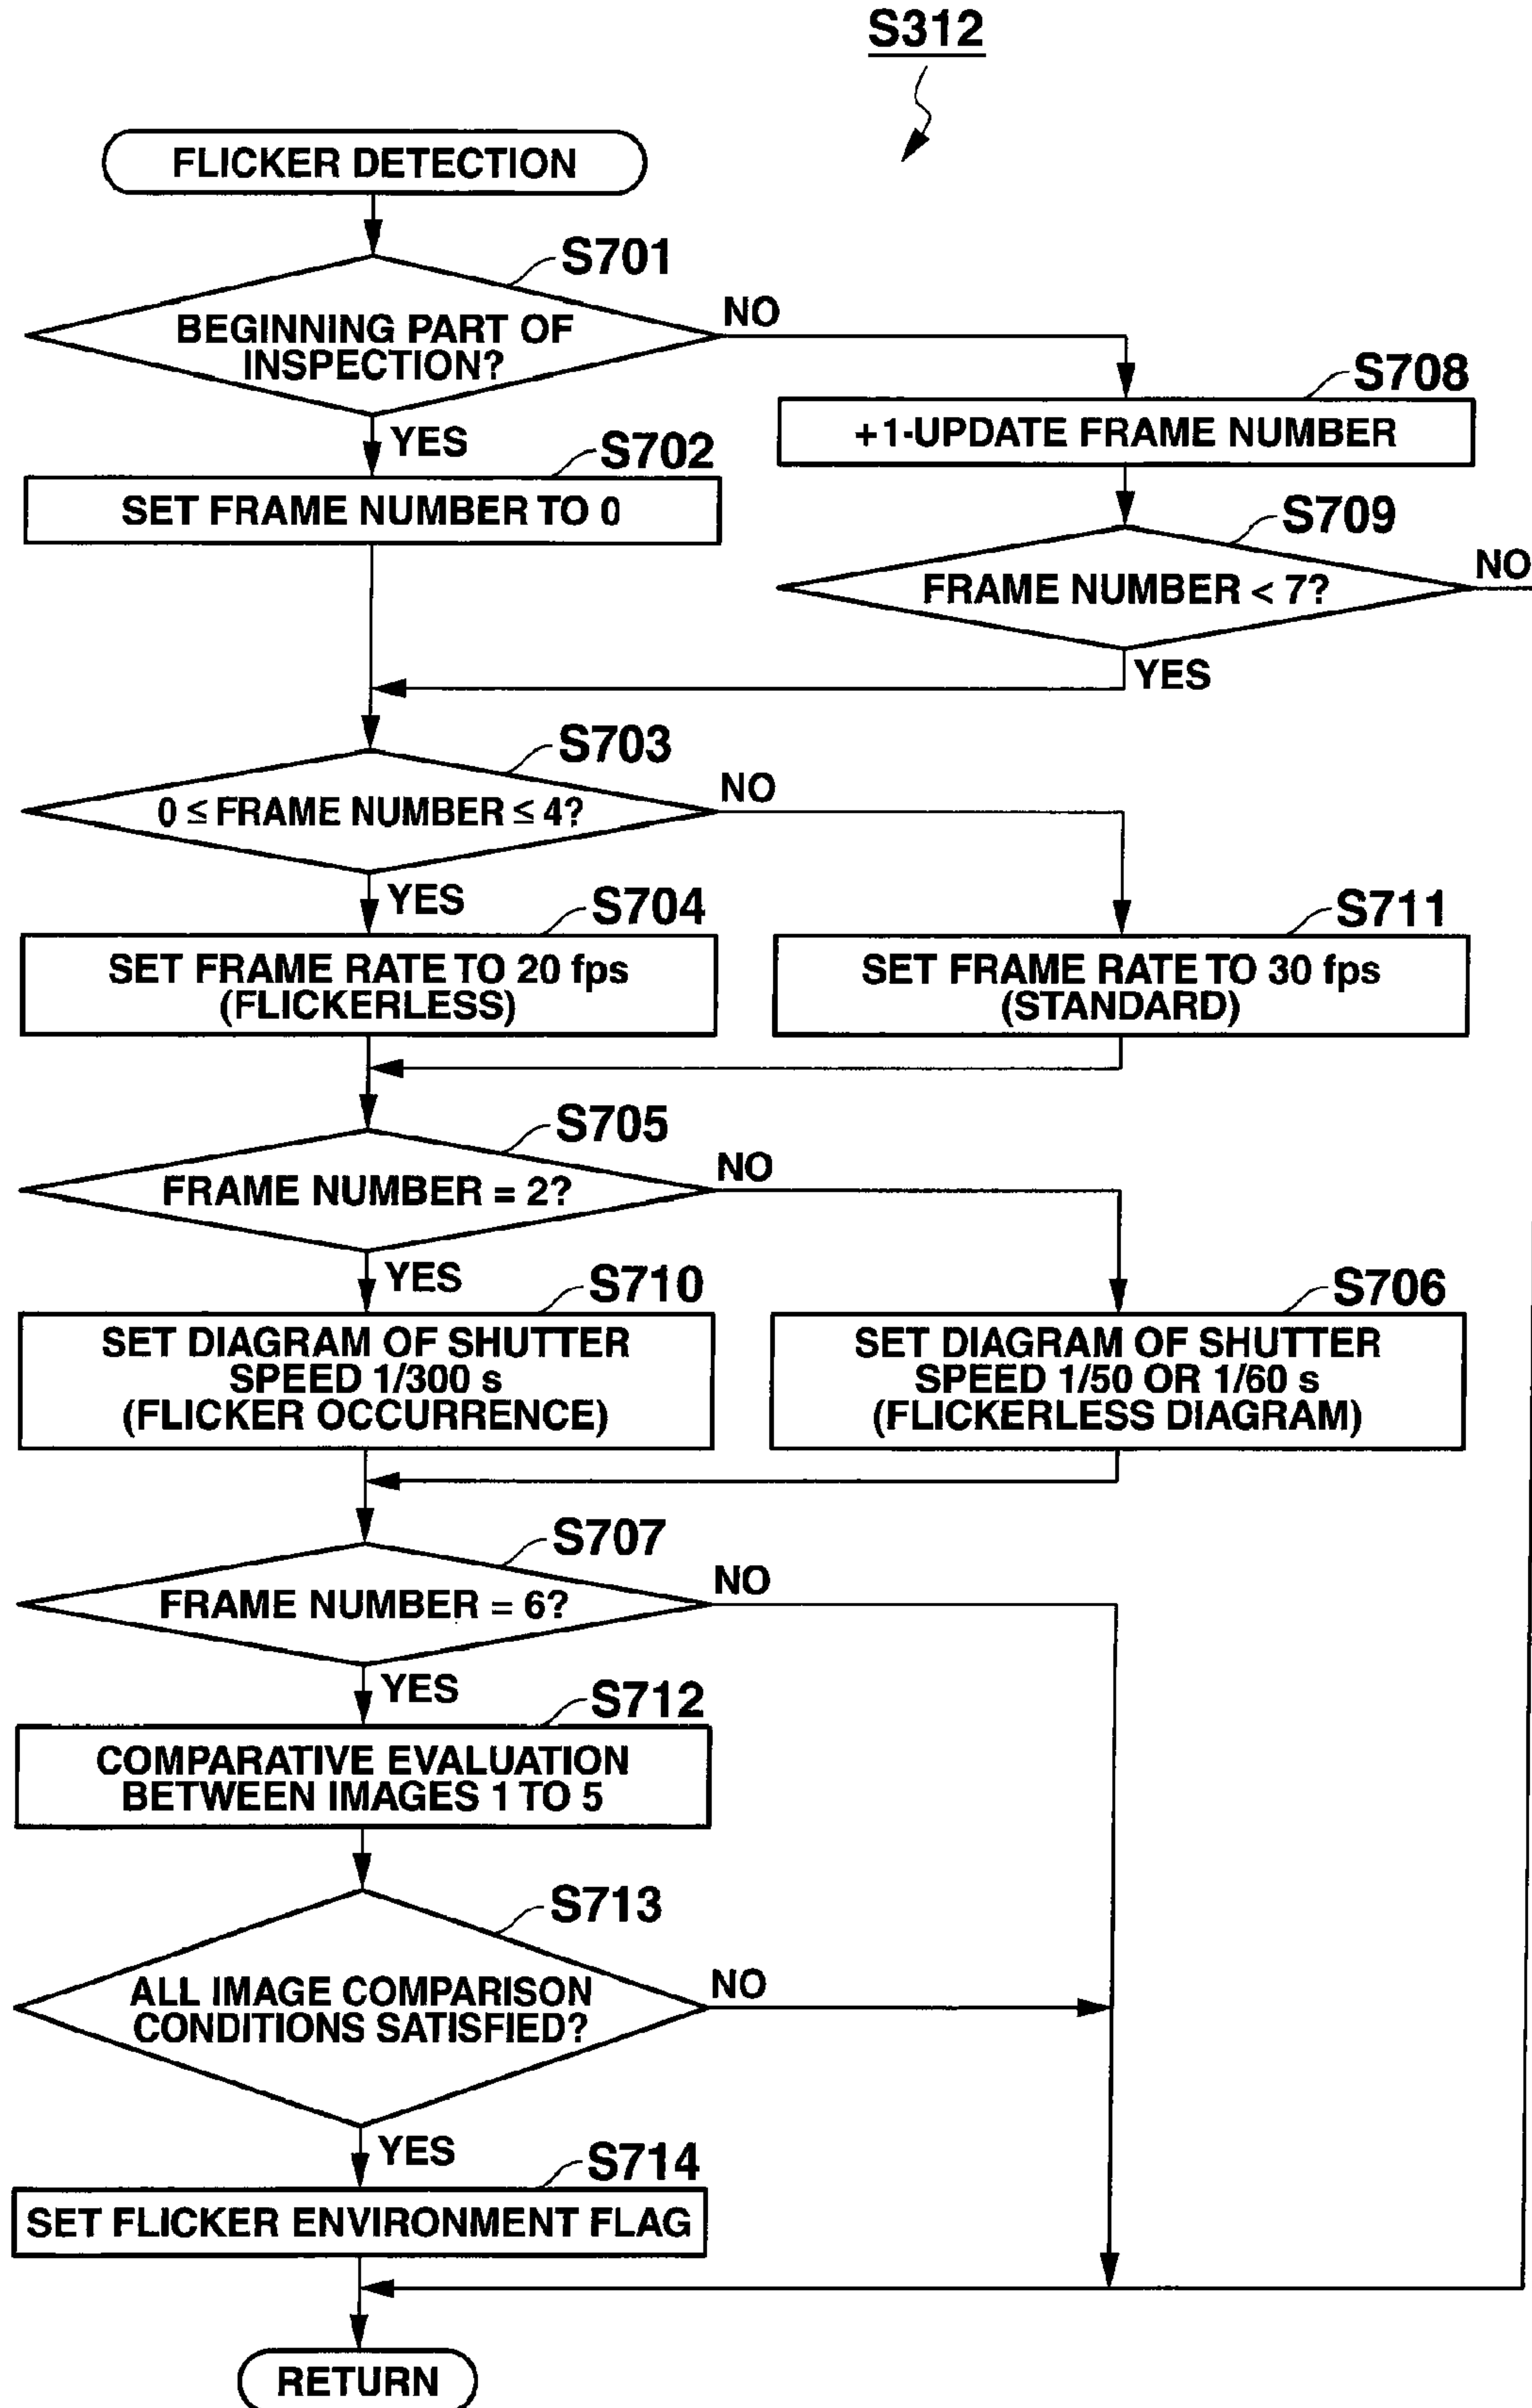 S312
FLICKER DETECTION
S701
BEGINNING PART OF
INSPECTION?
NO
YES
S708
+1-UPDATE FRAME NUMBER
S702
SET FRAME NUMBER TO 0
S709
FRAME NUMBER < 7?
NO
YES
S703
0 ≤ FRAME NUMBER ≤ 4?
NO
YES
S704
SET FRAME RATE TO 20 fps
(FLICKERLESS)
S711
SET FRAME RATE TO 30 fps
(STANDARD)
S705
FRAME NUMBER = 2?
NO
YES
S710
SET DIAGRAM OF SHUTTER
SPEED 1/300 s
(FLICKER OCCURRENCE)
S706
SET DIAGRAM OF SHUTTER
SPEED 1/50 OR 1/60 s
(FLICKERLESS DIAGRAM)
S707
FRAME NUMBER = 6?
NO
YES
S712
COMPARATIVE EVALUATION
BETWEEN IMAGES 1 TO 5
S713
ALL IMAGE COMPARISON
CONDITIONS SATISFIED?
NO
YES
S714
SET FLICKER ENVIRONMENT FLAG
RETURN